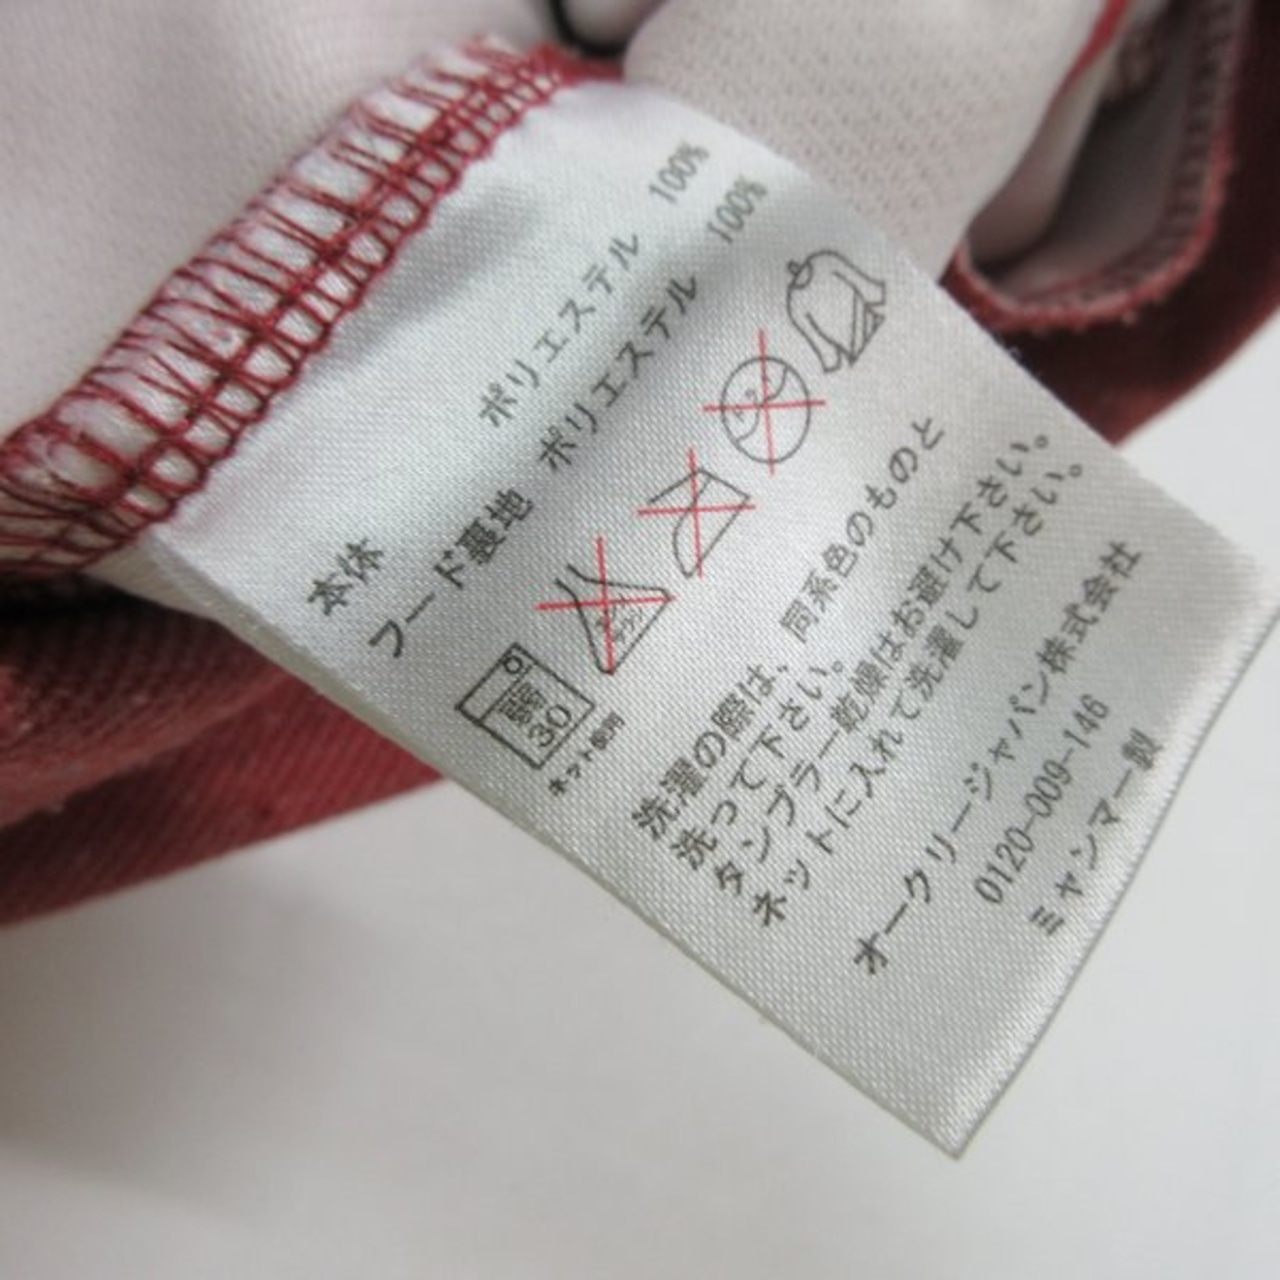 本体 ポリエステル 100%
フード裏地 ポリエステル 100%
30
ネット使用
洗濯の際は、同系色のものと
洗って下さい。
タンブラー乾燥はお避け下さい。
ネットに入れて洗濯して下さい。
オークリージャパン株式会社
0120-009-146
ミャンマー製